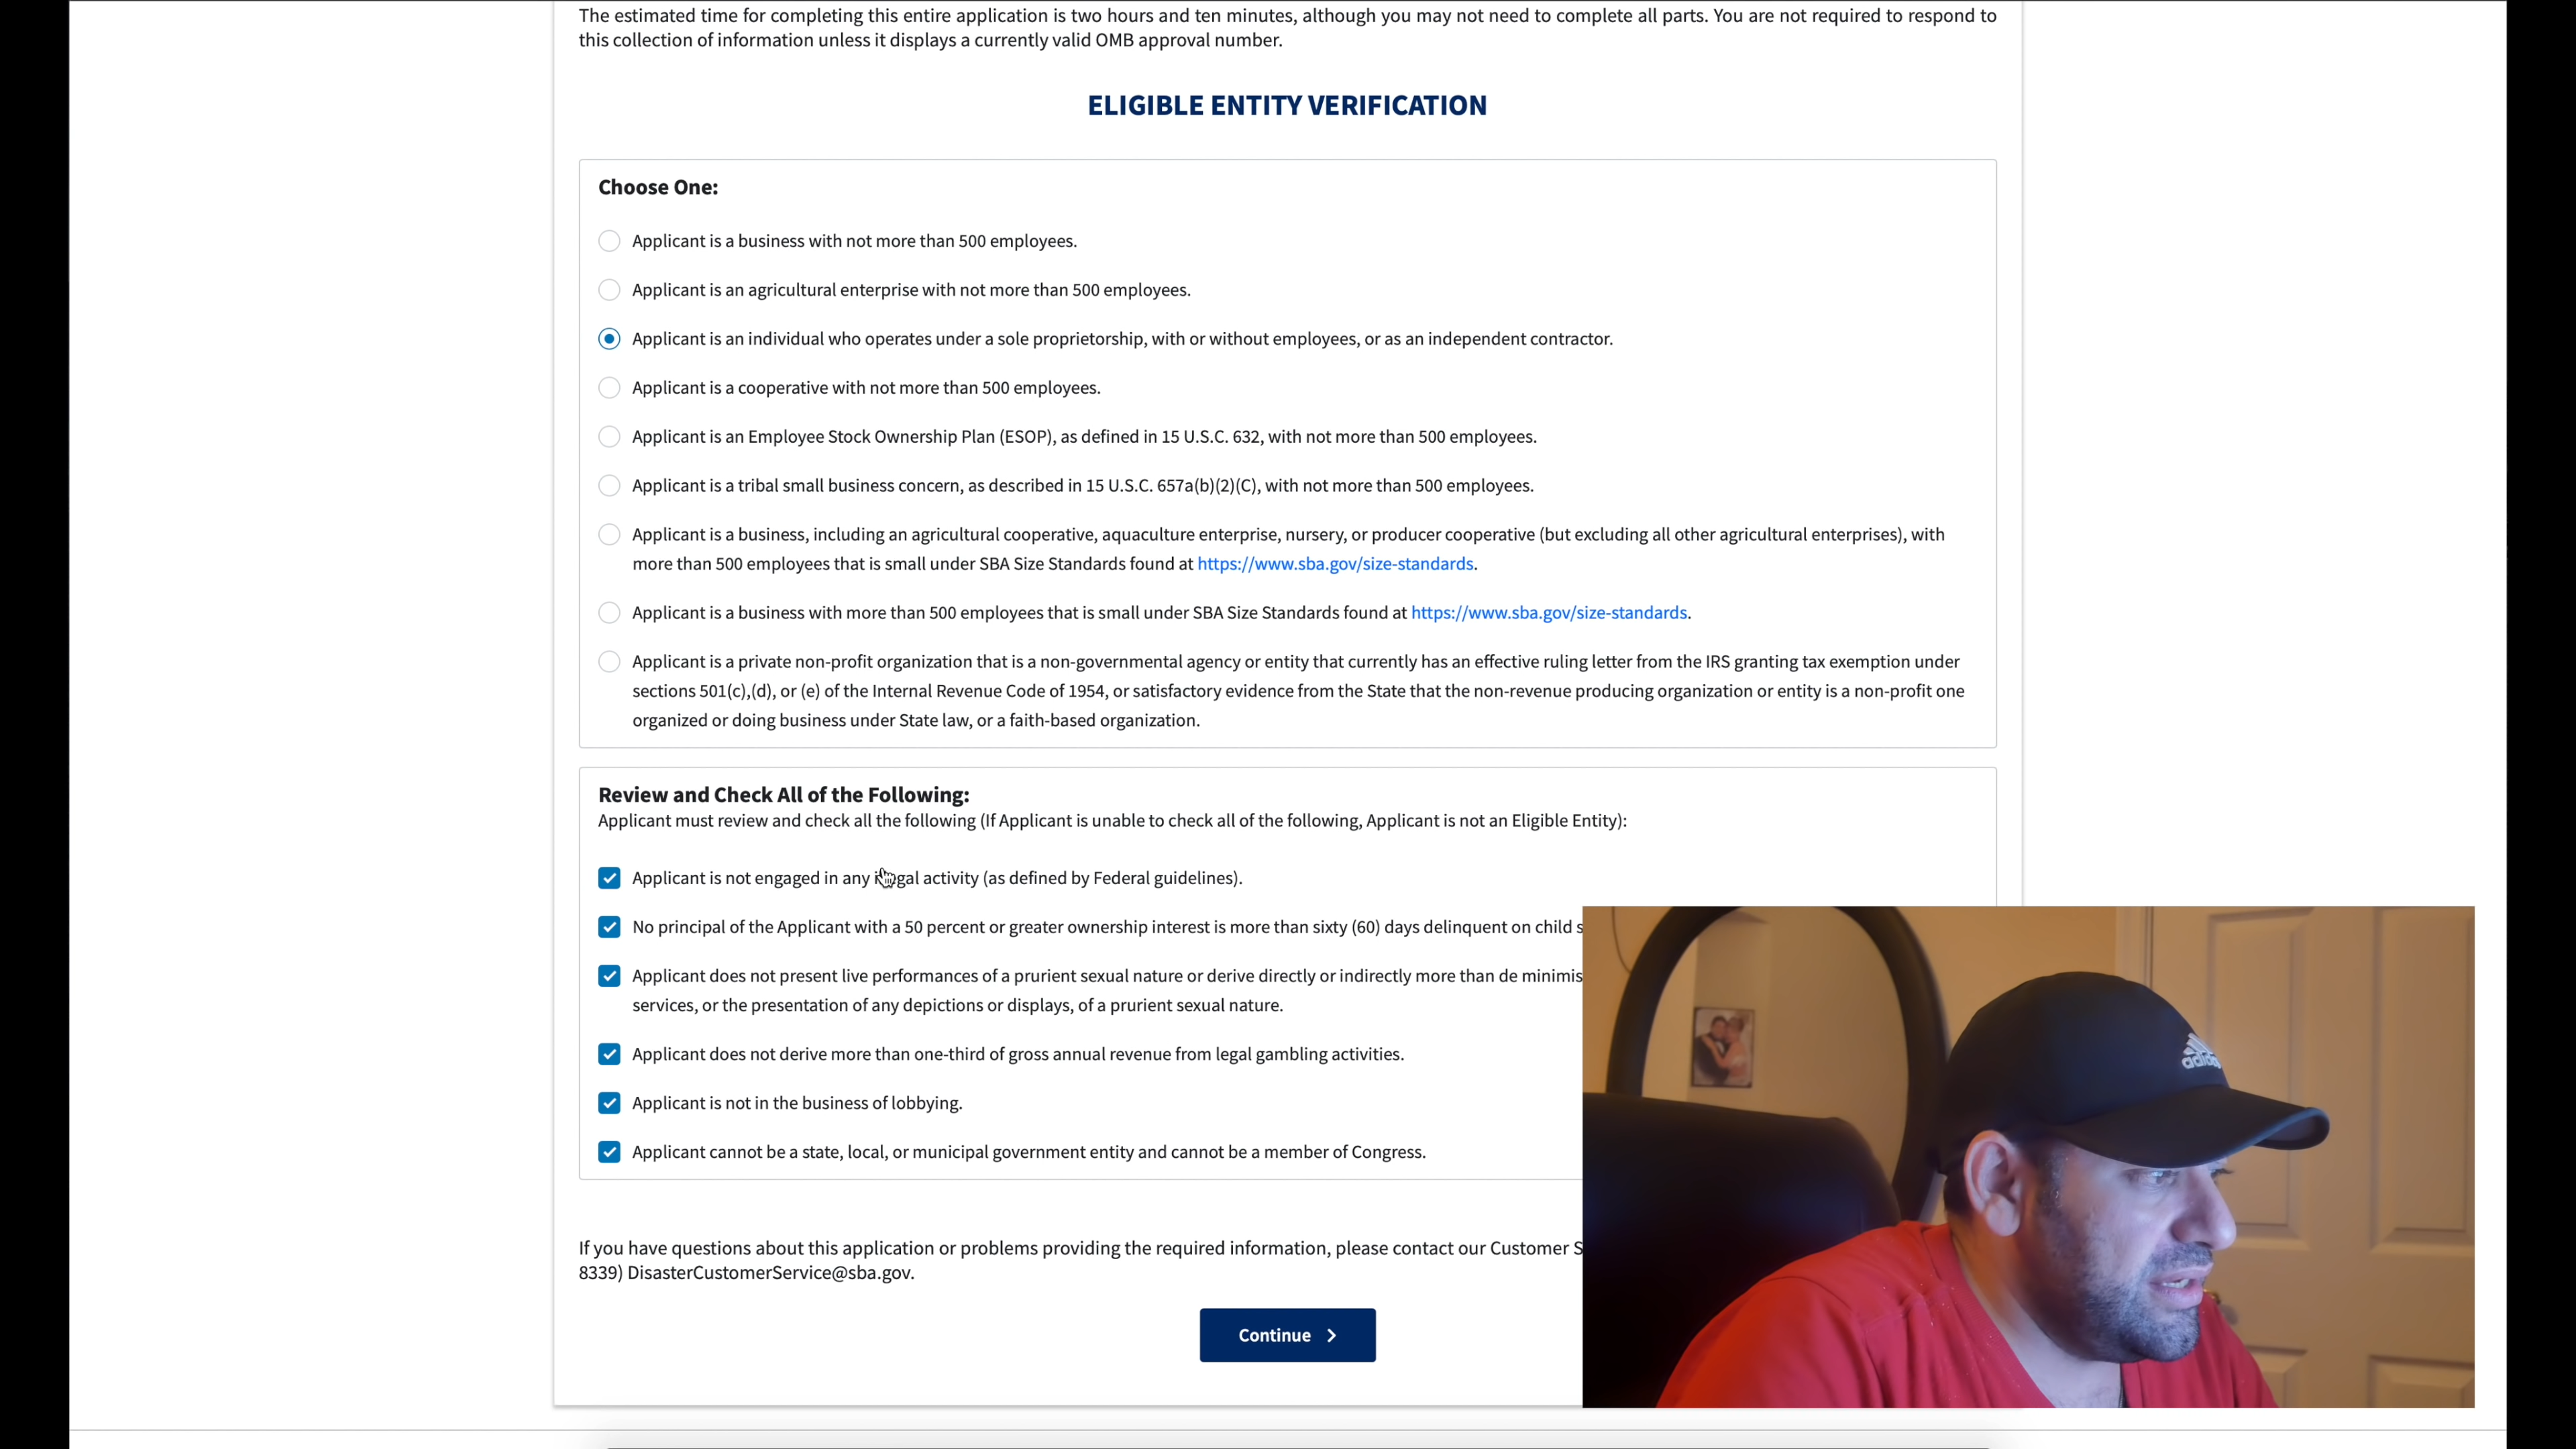 The estimated time for completing this entire application is two hours and ten minutes, although you may not need to complete all parts. You are not required to respond to
this collection of information unless it displays a currently valid OMB approval number.
ELIGIBLE ENTITY VERIFICATION
Choose One:
Applicant is a business with not more than 500 employees.
Applicant is an agricultural enterprise with not more than 500 employees.
Applicant is an individual who operates under a sole proprietorship, with or without employees, or as an independent contractor.
Applicant is a cooperative with not more than 500 employees.
Applicant is an Employee Stock Ownership Plan (ESOP), as defined in 15 U.S.C. 632, with not more than 500 employees.
Applicant is a tribal small business concern, as described in 15 U.S.C. 657a(b)(2)(C), with not more than 500 employees.
Applicant is a business, including an agricultural cooperative, aquaculture enterprise, nursery, or producer cooperative (but excluding all other agricultural enterprises), with
more than 500 employees that is small under SBA Size Standards found at https://www.sba.gov/size-standards.
Applicant is a business with more than 500 employees that is small under SBA Size Standards found at https://www.sba.gov/size-standards.
Applicant is a private non-profit organization that is a non-governmental agency or entity that currently has an effective ruling letter from the IRS granting tax exemption under
sections 501(c),(d), or (e) of the Internal Revenue Code of 1954, or satisfactory evidence from the State that the non-revenue producing organization or entity is a non-profit one
organized or doing business under State law, or a faith-based organization.
Review and Check All of the Following:
Applicant must review and check all the following (If Applicant is unable to check all of the following, Applicant is not an Eligible Entity):
Applicant is not engaged in any illegal activity (as defined by Federal guidelines).
No principal of the Applicant with a 50 percent or greater ownership interest is more than sixty (60) days delinquent on child
Applicant does not present live performances of a prurient sexual nature or derive directly or indirectly more than de minimis
services, or the presentation of any depictions or displays, of a prurient sexual nature.
Applicant does not derive more than one-third of gross annual revenue from legal gambling activities.
Applicant is not in the business of lobbying.
Applicant cannot be a state, local, or municipal government entity and cannot be a member of Congress.
If you have questions about this application or problems providing the required information, please contact our Customer
8339) DisasterCustomerService@sba.gov.
Continue
adidas